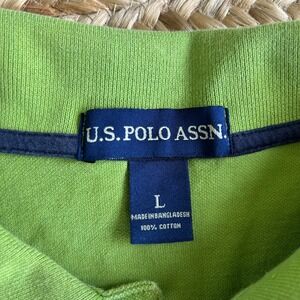 U.S. POLO ASSN.
L
MADE IN BANGLADESH
100% COTTON